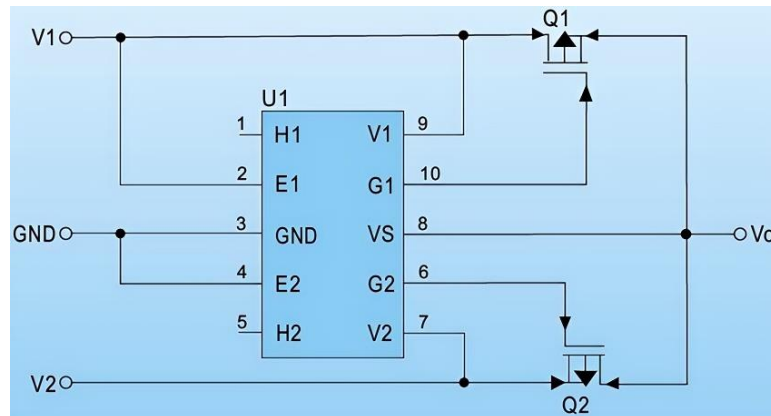 Q1
V1
U1
1 H1 V1 9
2 E1 G1 10
GND 3 GND VS 8
4 E2 G2 6
5 H2 V2 7
V2
Q2